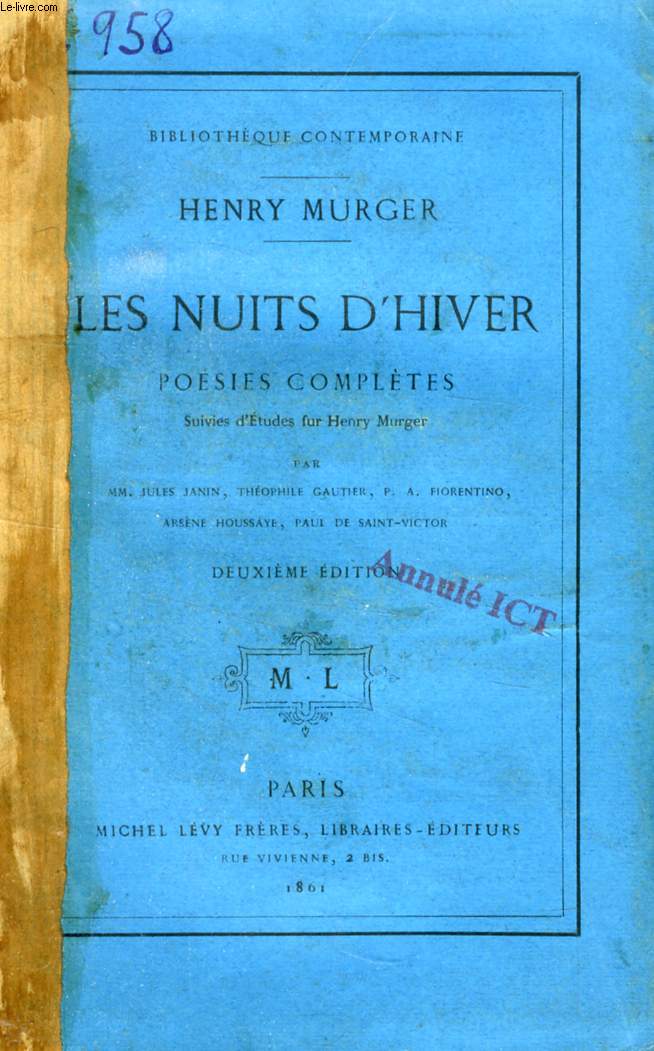 Le-livre.com
958
BIBLIOTHÈQUE CONTEMPORAINE
HENRY MURGER
LES NUITS D'HIVER
POÉSIES COMPLÈTES
Suivies d'Études sur Henry Murger
PAR
MM. JULES JANIN, THÉOPHILE GAUTIER, P. A. FIORENTINO,
ARSÈNE HOUSSAYE, PAUL DE SAINT-VICTOR
DEUXIÈME ÉDITION
Annulé ICT
M · L
PARIS
MICHEL LÉVY FRÈRES, LIBRAIRES-ÉDITEURS
RUE VIVIENNE, 2 BIS.
1861